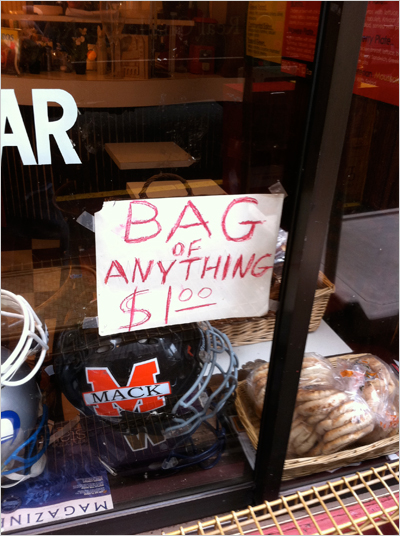 AR
BAG
OF
ANYTHING
$1.00
MACK
M
W
MAGAZINE